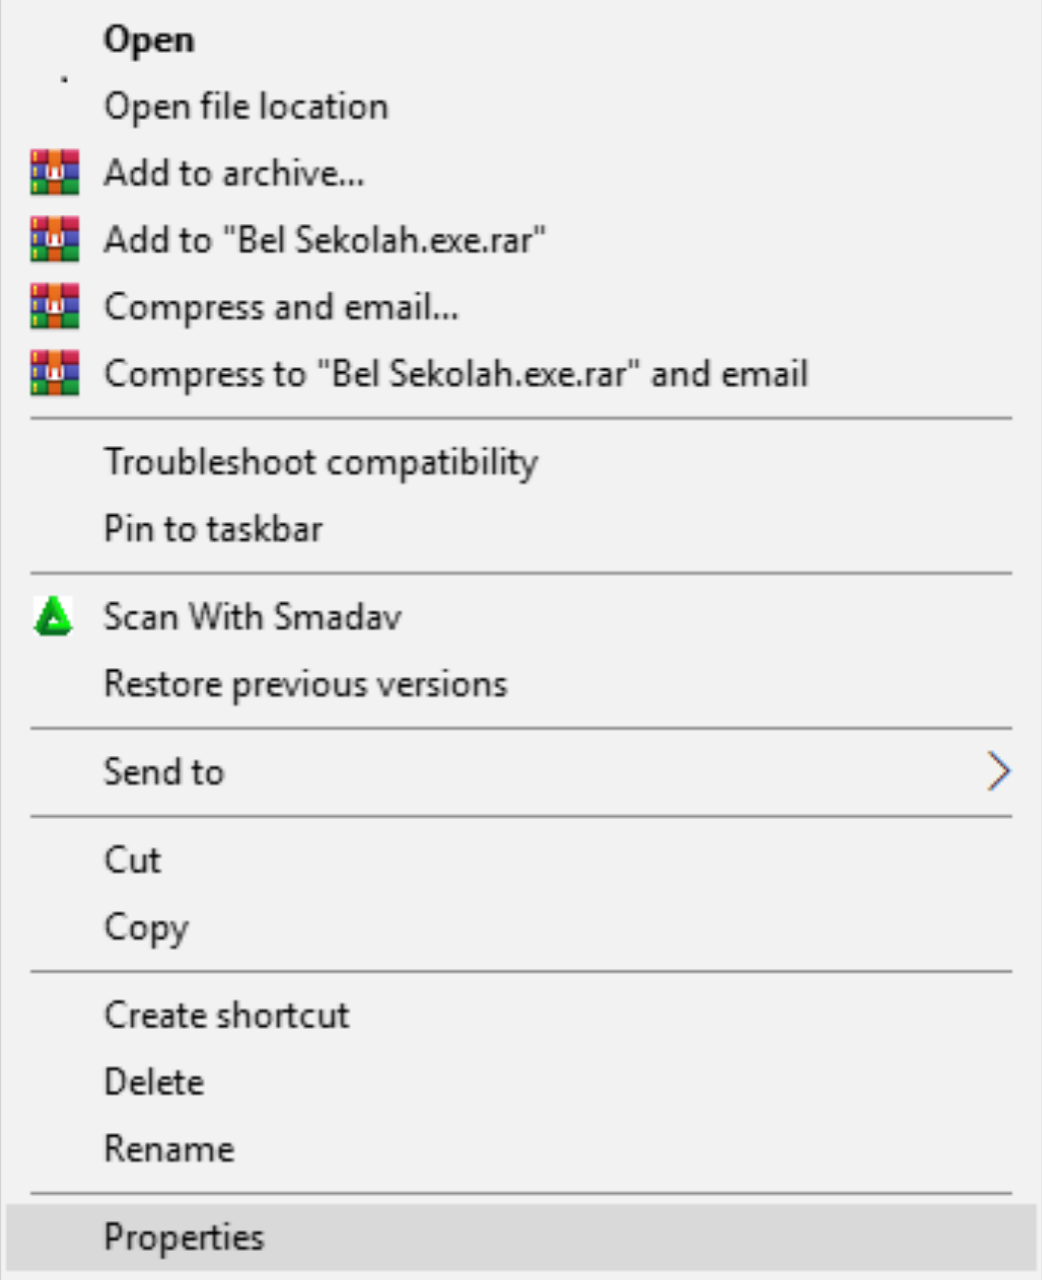 Open
Open file location
Add to archive...
Add to "Bel Sekolah.exe.rar"
Compress and email...
Compress to "Bel Sekolah.exe.rar" and email
Troubleshoot compatibility
Pin to taskbar
Scan With Smadav
Restore previous versions
Send to
Cut
Copy
Create shortcut
Delete
Rename
Properties